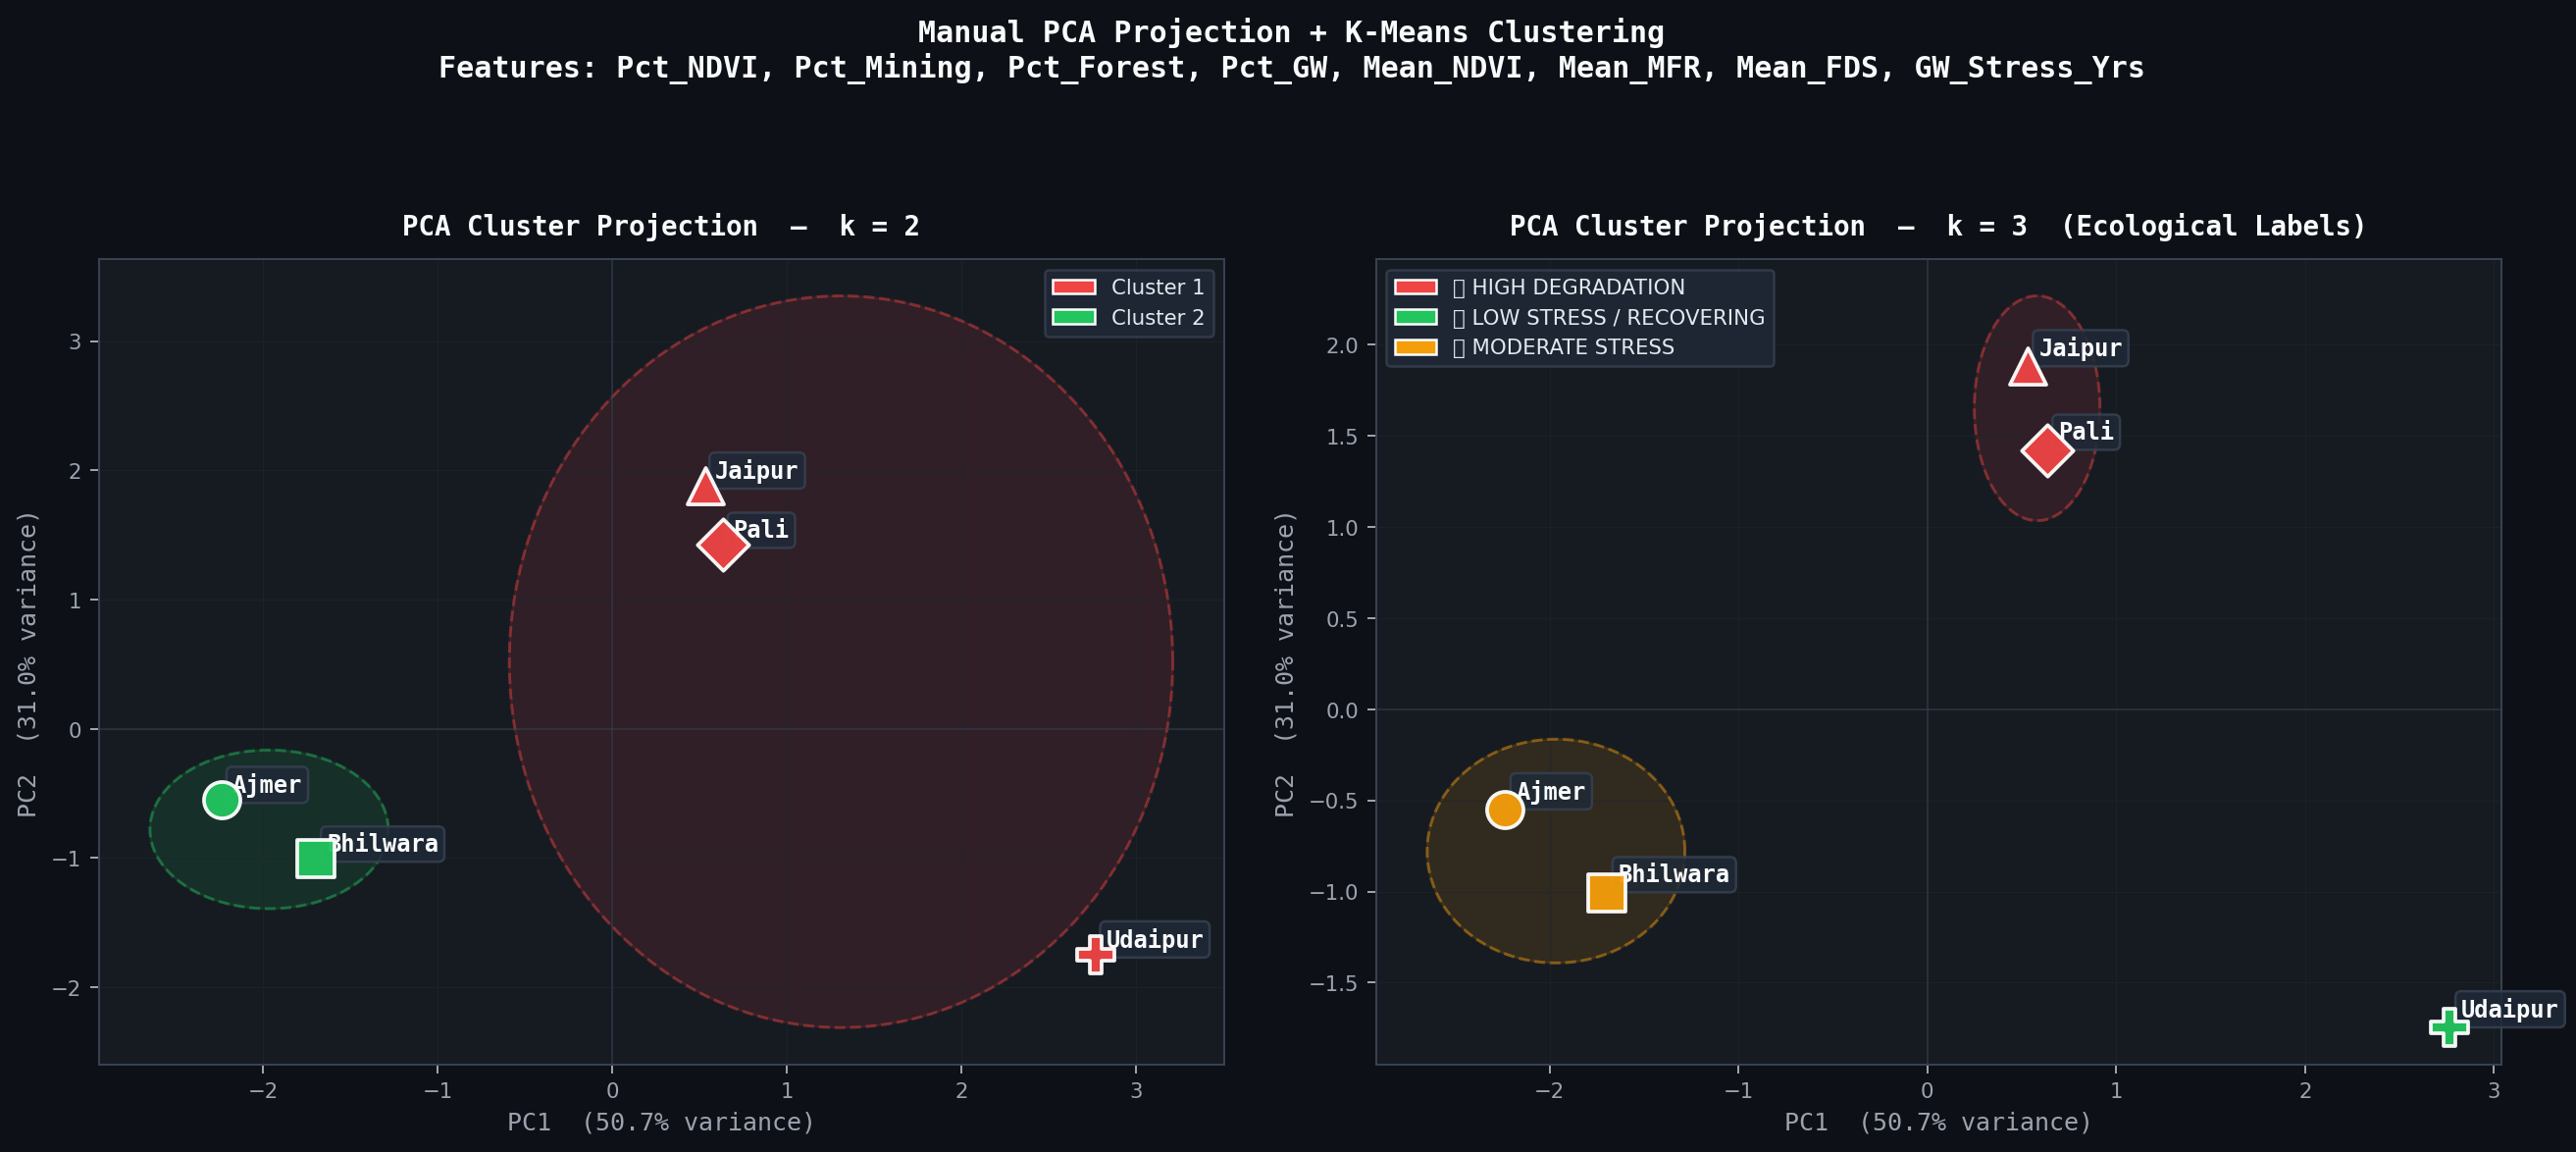 Manual PCA Projection + K-Means Clustering
Features: Pct_NDVI, Pct_Mining, Pct_Forest, Pct_GW, Mean_NDVI, Mean_MFR, Mean_FDS, GW_Stress_Yrs
PCA Cluster Projection — k = 2
Cluster 1
Cluster 2
3
2
1
0
−1
−2
PC2 (31.0% variance)
Jaipur
Pali
Ajmer
Bhilwara
Udaipur
−2
−1
0
1
2
3
PC1 (50.7% variance)
PCA Cluster Projection — k = 3 (Ecological Labels)
HIGH DEGRADATION
LOW STRESS / RECOVERING
MODERATE STRESS
2.0
1.5
1.0
0.5
0.0
−0.5
−1.0
−1.5
PC2 (31.0% variance)
Jaipur
Pali
Ajmer
Bhilwara
Udaipur
−2
−1
0
1
2
3
PC1 (50.7% variance)